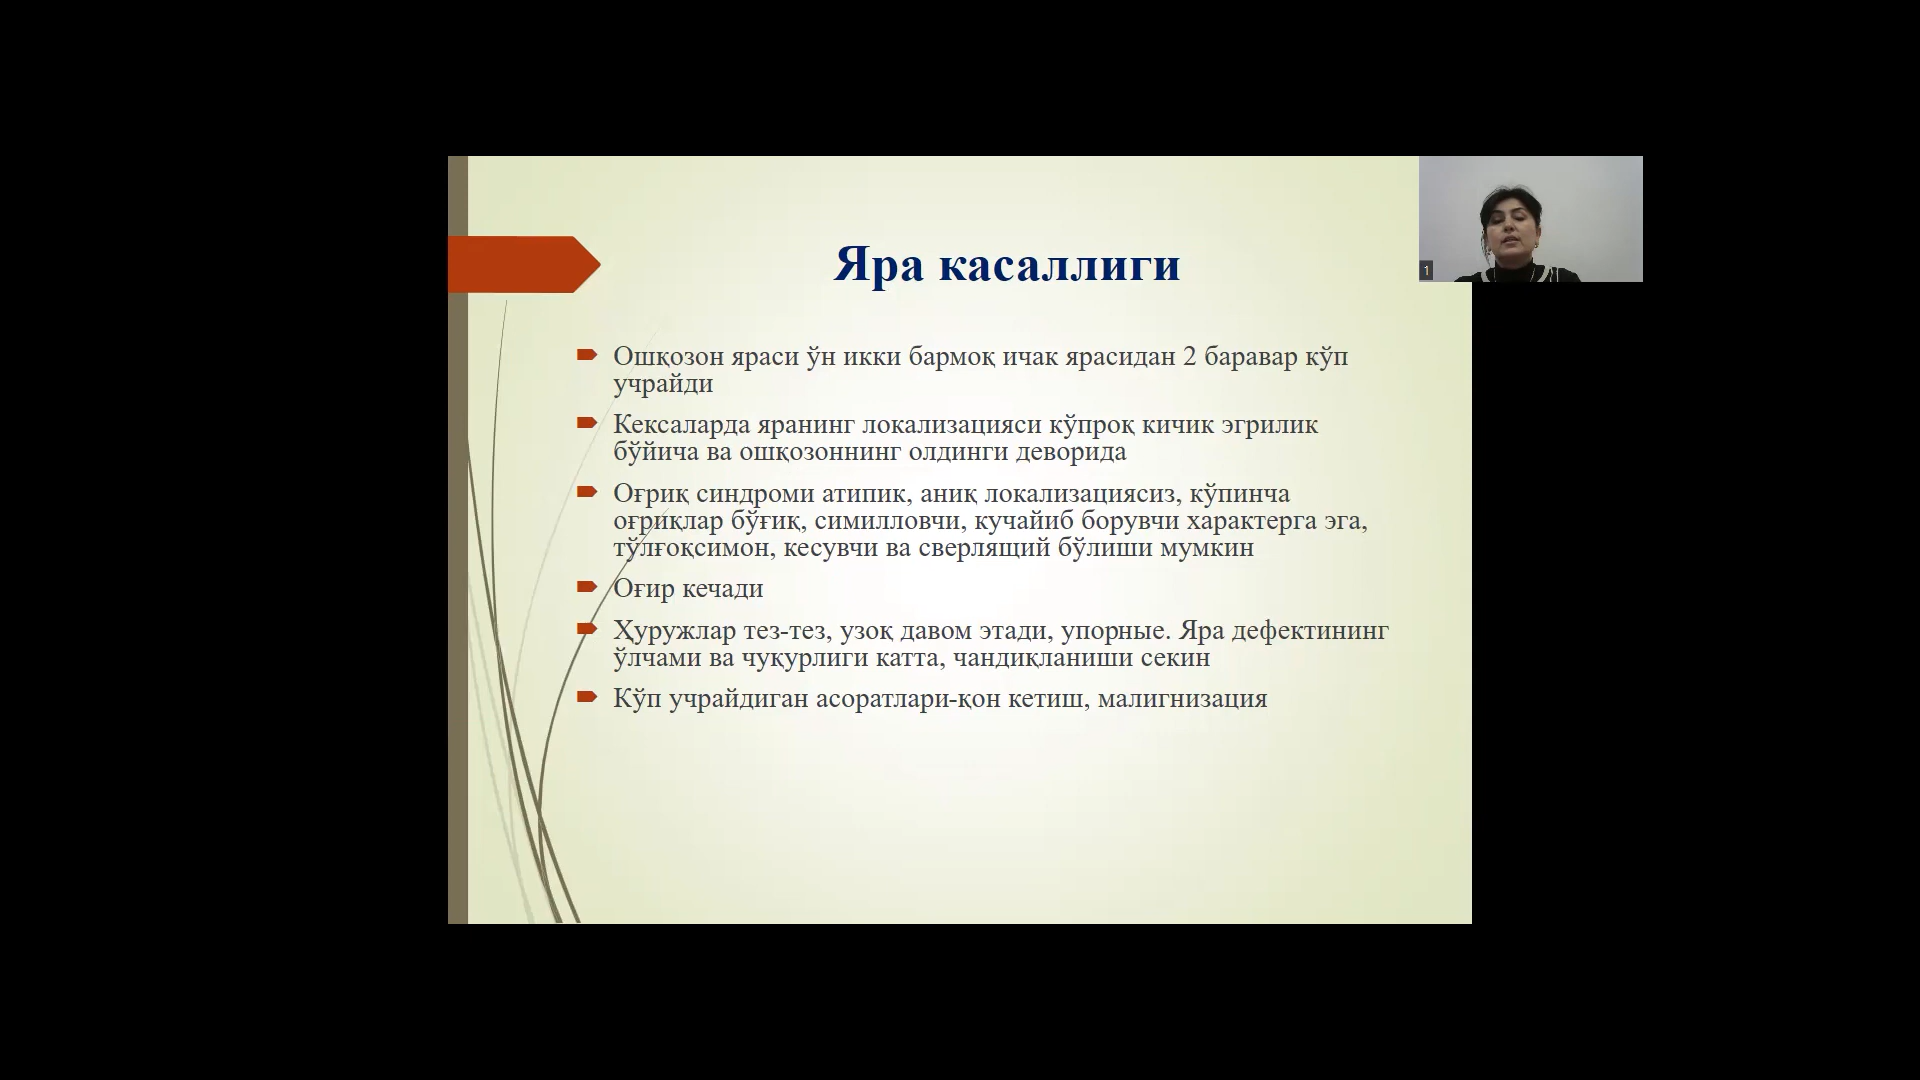 Яра касаллиги
Ошқозон яраси ўн икки бармоқ ичак ярасидан 2 баравар кўп
учрайди
Кексаларда яранинг локализацияси кўпроқ кичик эгрилик
бўйича ва ошқозоннинг олдинги деворида
Оғриқ синдроми атипик, аниқ локализациясиз, кўпинча
оғриқлар бўғиқ, симилловчи, кучайиб борувчи характерга эга,
тўлғоқсимон, кесувчи ва сверлящий бўлиши мумкин
Оғир кечади
Ҳуружлар тез-тез, узоқ давом этади, упорные. Яра дефектининг
ўлчами ва чуқурлиги катта, чандиқланиши секин
Кўп учрайдиган асоратлари-қон кетиш, малигнизация
1